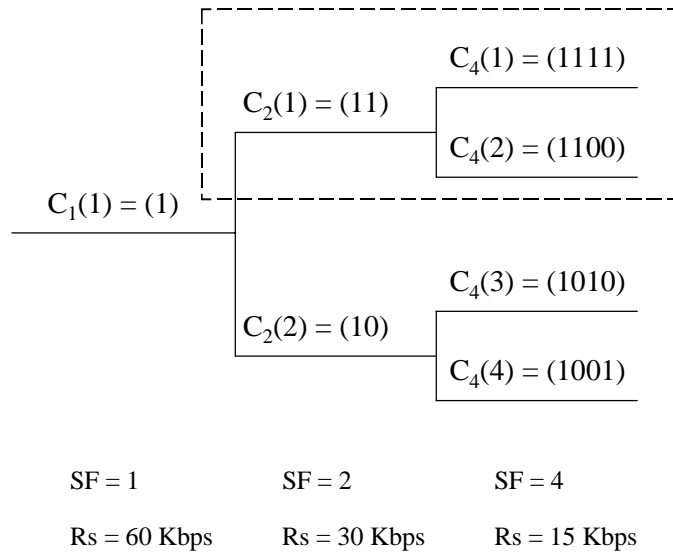 C₄(1) = (1111)
C₂(1) = (11)
C₄(2) = (1100)
C₁(1) = (1)
C₄(3) = (1010)
C₂(2) = (10)
C₄(4) = (1001)
SF = 1 SF = 2 SF = 4
Rs = 60 Kbps Rs = 30 Kbps Rs = 15 Kbps